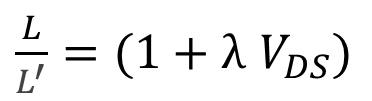 L/L′ = (1 + λ V_DS)